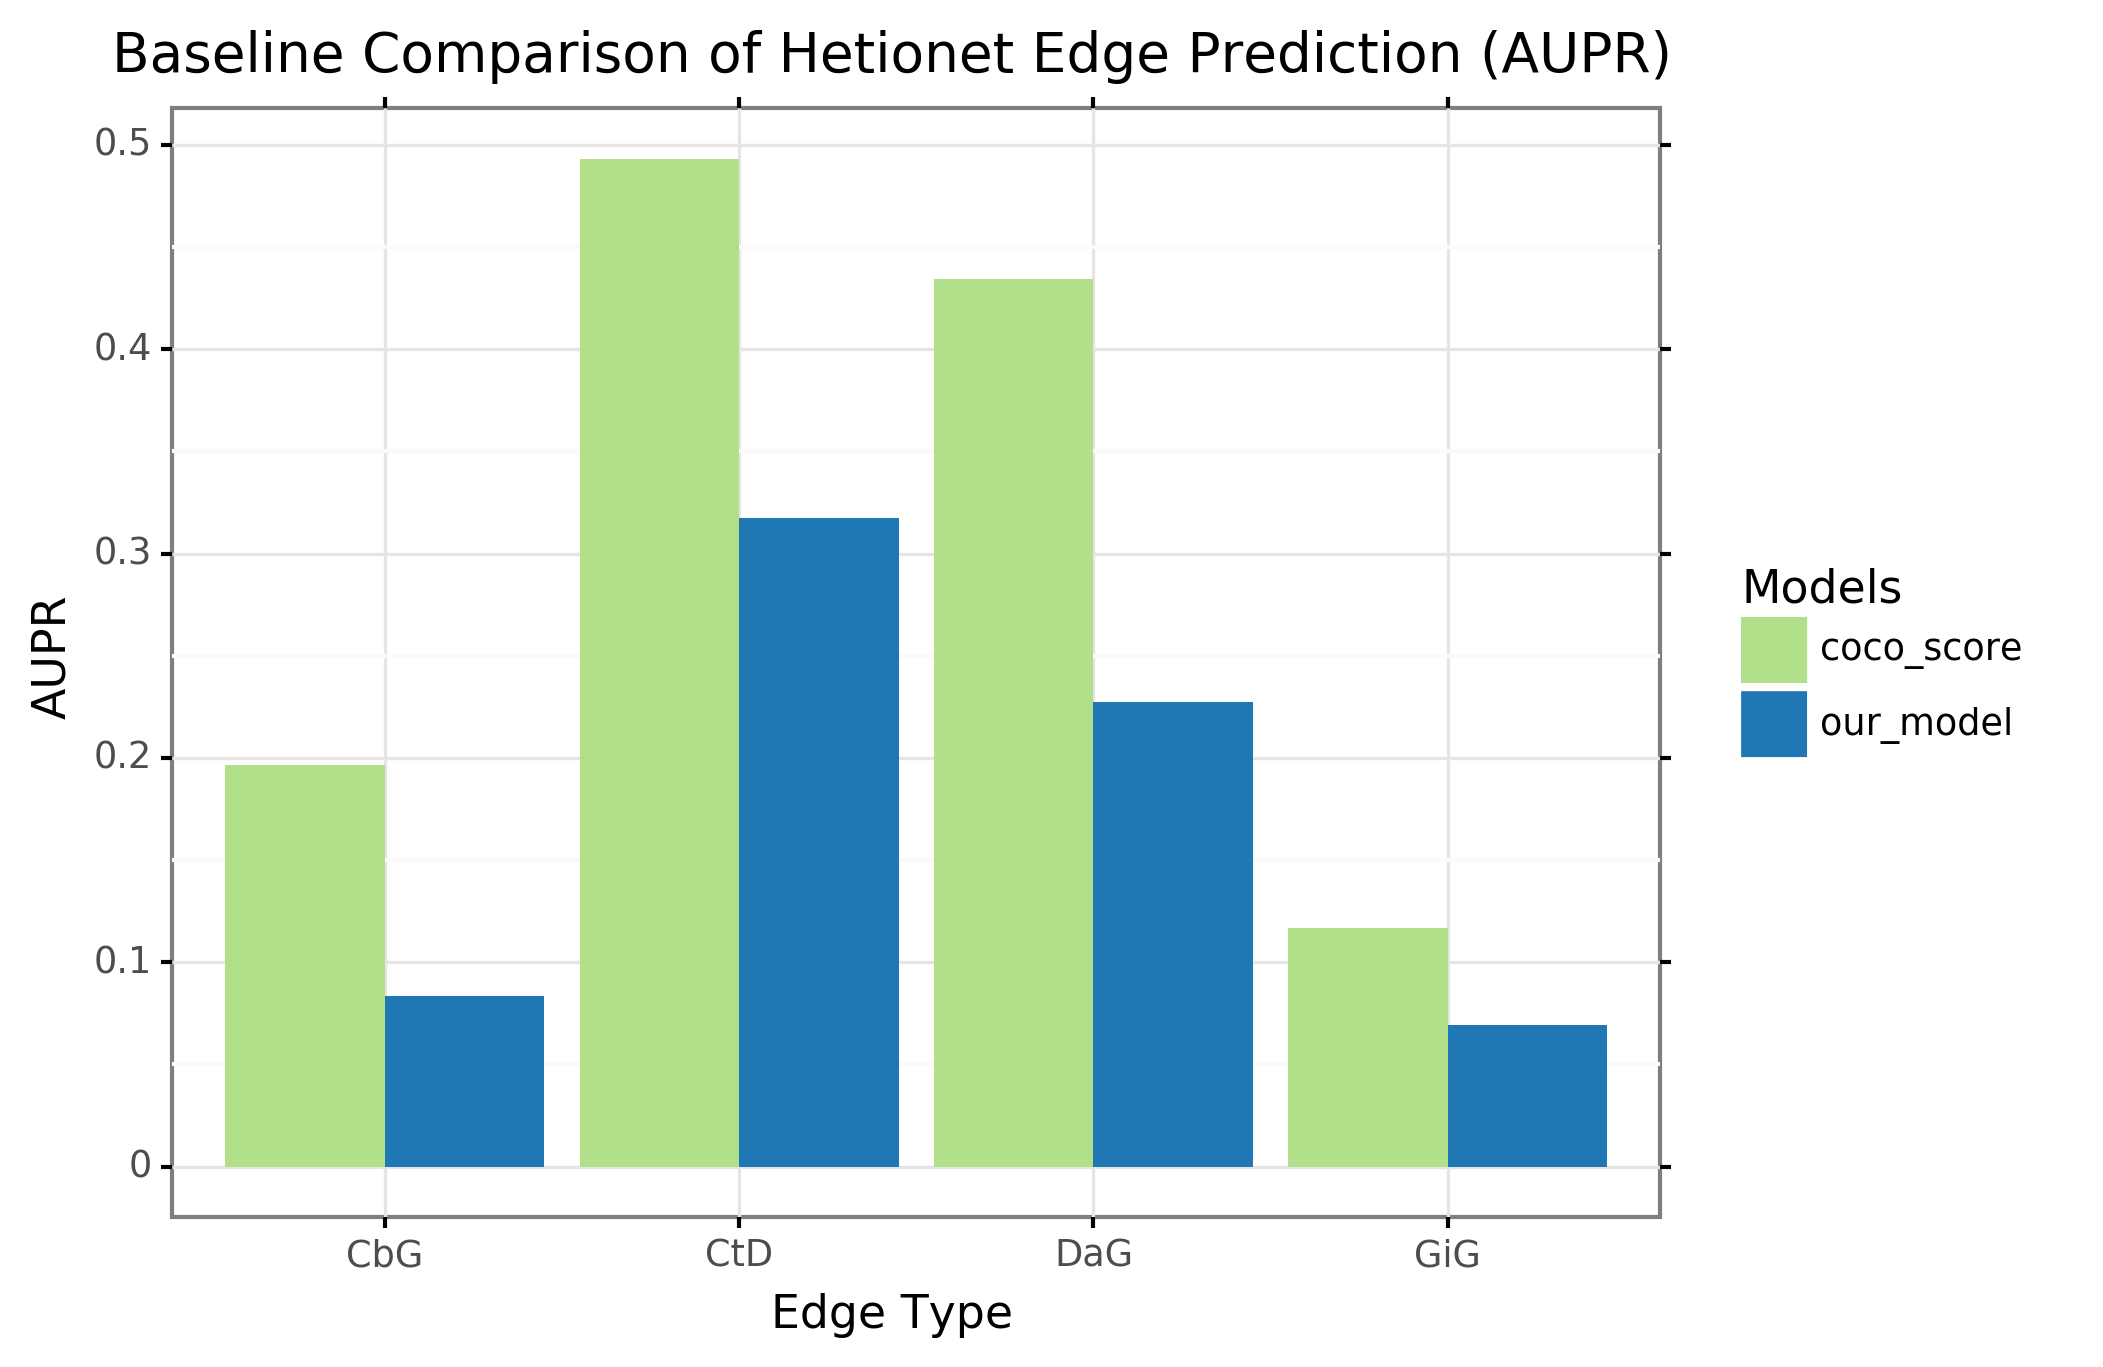 Baseline Comparison of Hetionet Edge Prediction (AUPR)
0.5
0.4
0.3
0.2
0.1
0
AUPR
CbG
CtD
DaG
GiG
Edge Type
Models
coco_score
our_model